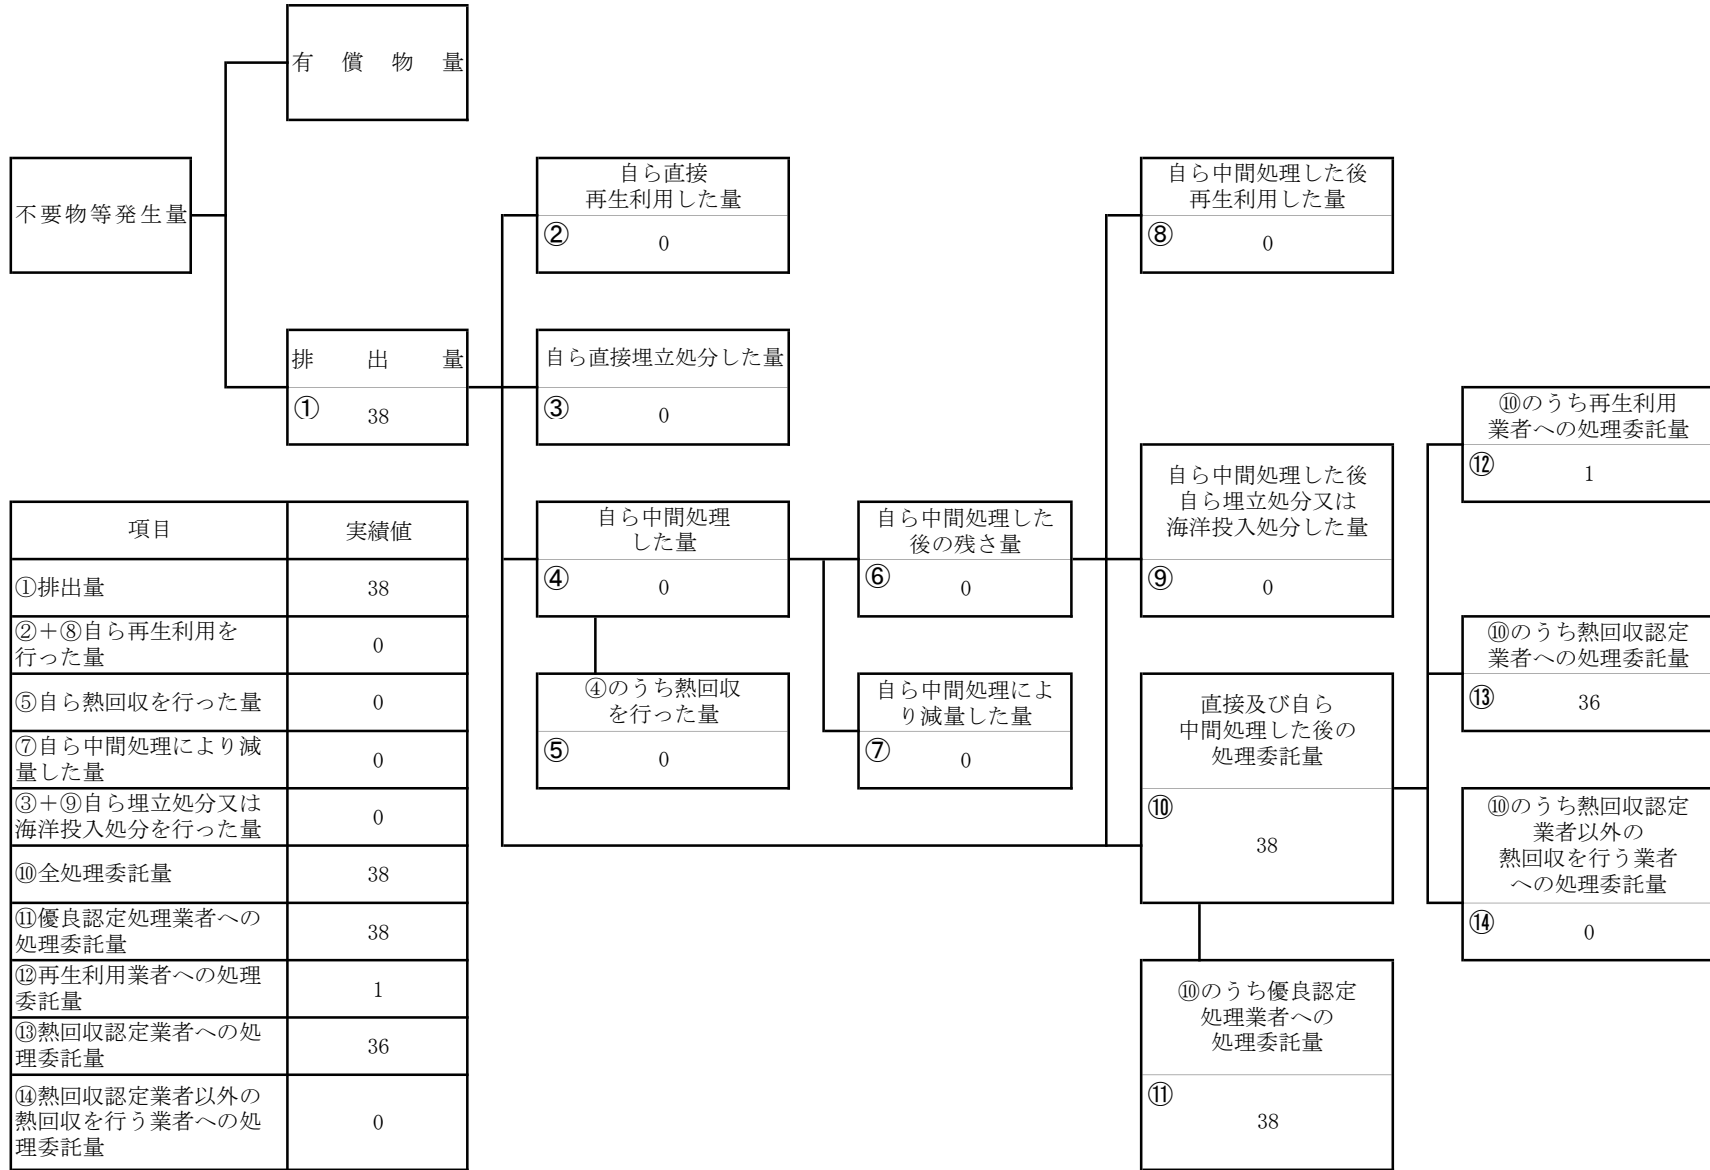 有償物量
不要物等発生量
自ら直接
再生利用した量
②
0
自ら中間処理した後
再生利用した量
⑧
0
排出量
①
38
自ら直接埋立処分した量
③
0
⑩のうち再生利用
業者への処理委託量
⑫
1
自ら中間処理
した量
④
0
自ら中間処理した
後の残さ量
⑥
0
自ら中間処理した後
自ら埋立処分又は
海洋投入処分した量
⑨
0
⑩のうち熱回収認定
業者への処理委託量
⑬
36
④のうち熱回収
を行った量
⑤
0
自ら中間処理によ
り減量した量
⑦
0
直接及び自ら
中間処理した後の
処理委託量
⑩
38
⑩のうち熱回収認定
業者以外の
熱回収を行う業者
への処理委託量
⑭
0
⑩のうち優良認定
処理業者への
処理委託量
⑪
38
項目 実績値
①排出量 38
②+⑧自ら再生利用を
行った量 0
⑤自ら熱回収を行った量 0
⑦自ら中間処理により減
量した量 0
③+⑨自ら埋立処分又は
海洋投入処分を行った量 0
⑩全処理委託量 38
⑪優良認定処理業者への
処理委託量 38
⑫再生利用業者への処理
委託量 1
⑬熱回収認定業者への処
理委託量 36
⑭熱回収認定業者以外の
熱回収を行う業者への処
理委託量 0